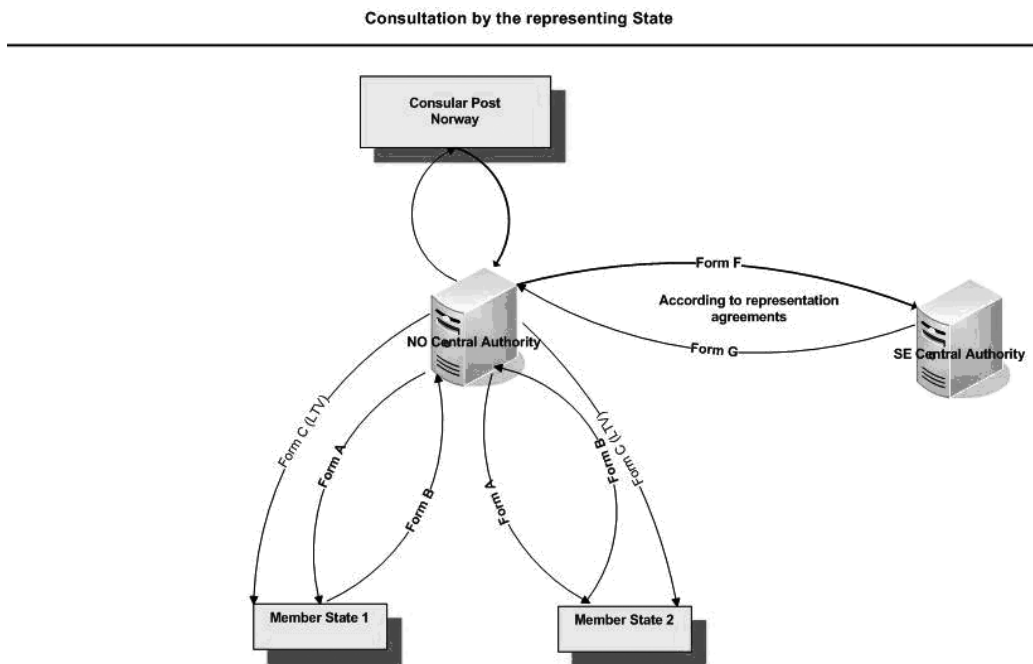 Consultation by the representing State
Consular Post
Norway
Form F
According to representation
agreements
NO Central Authority
Form G
SE Central Authority
Form C (LTV)
Form A
Form B
Form A
Form B
Form C (LTV)
Member State 1
Member State 2